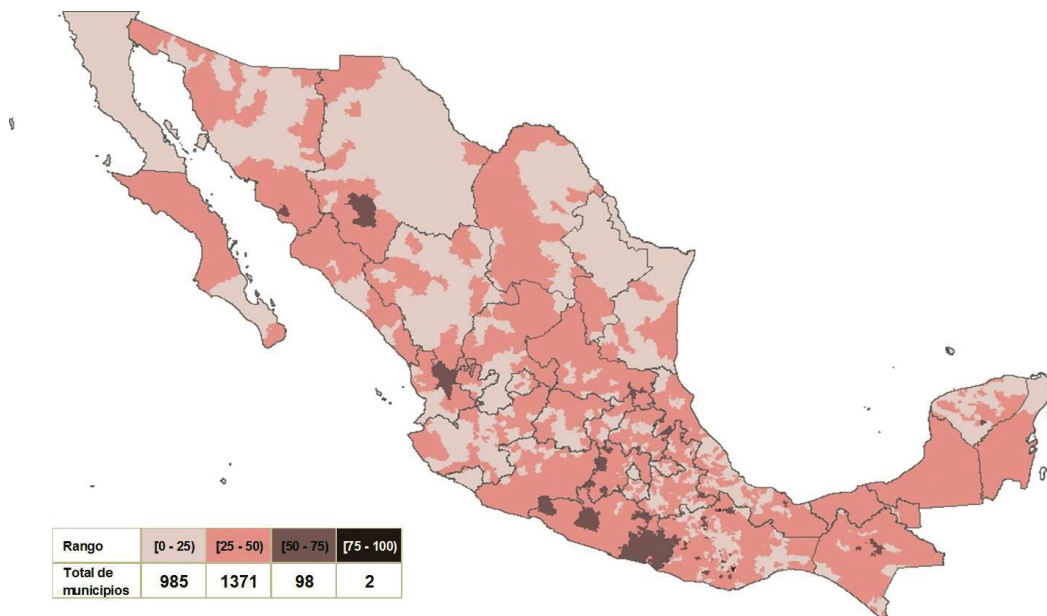 Rango [0 - 25) [25 - 50) [50 - 75) [75 - 100)
Total de municipios 985 1371 98 2